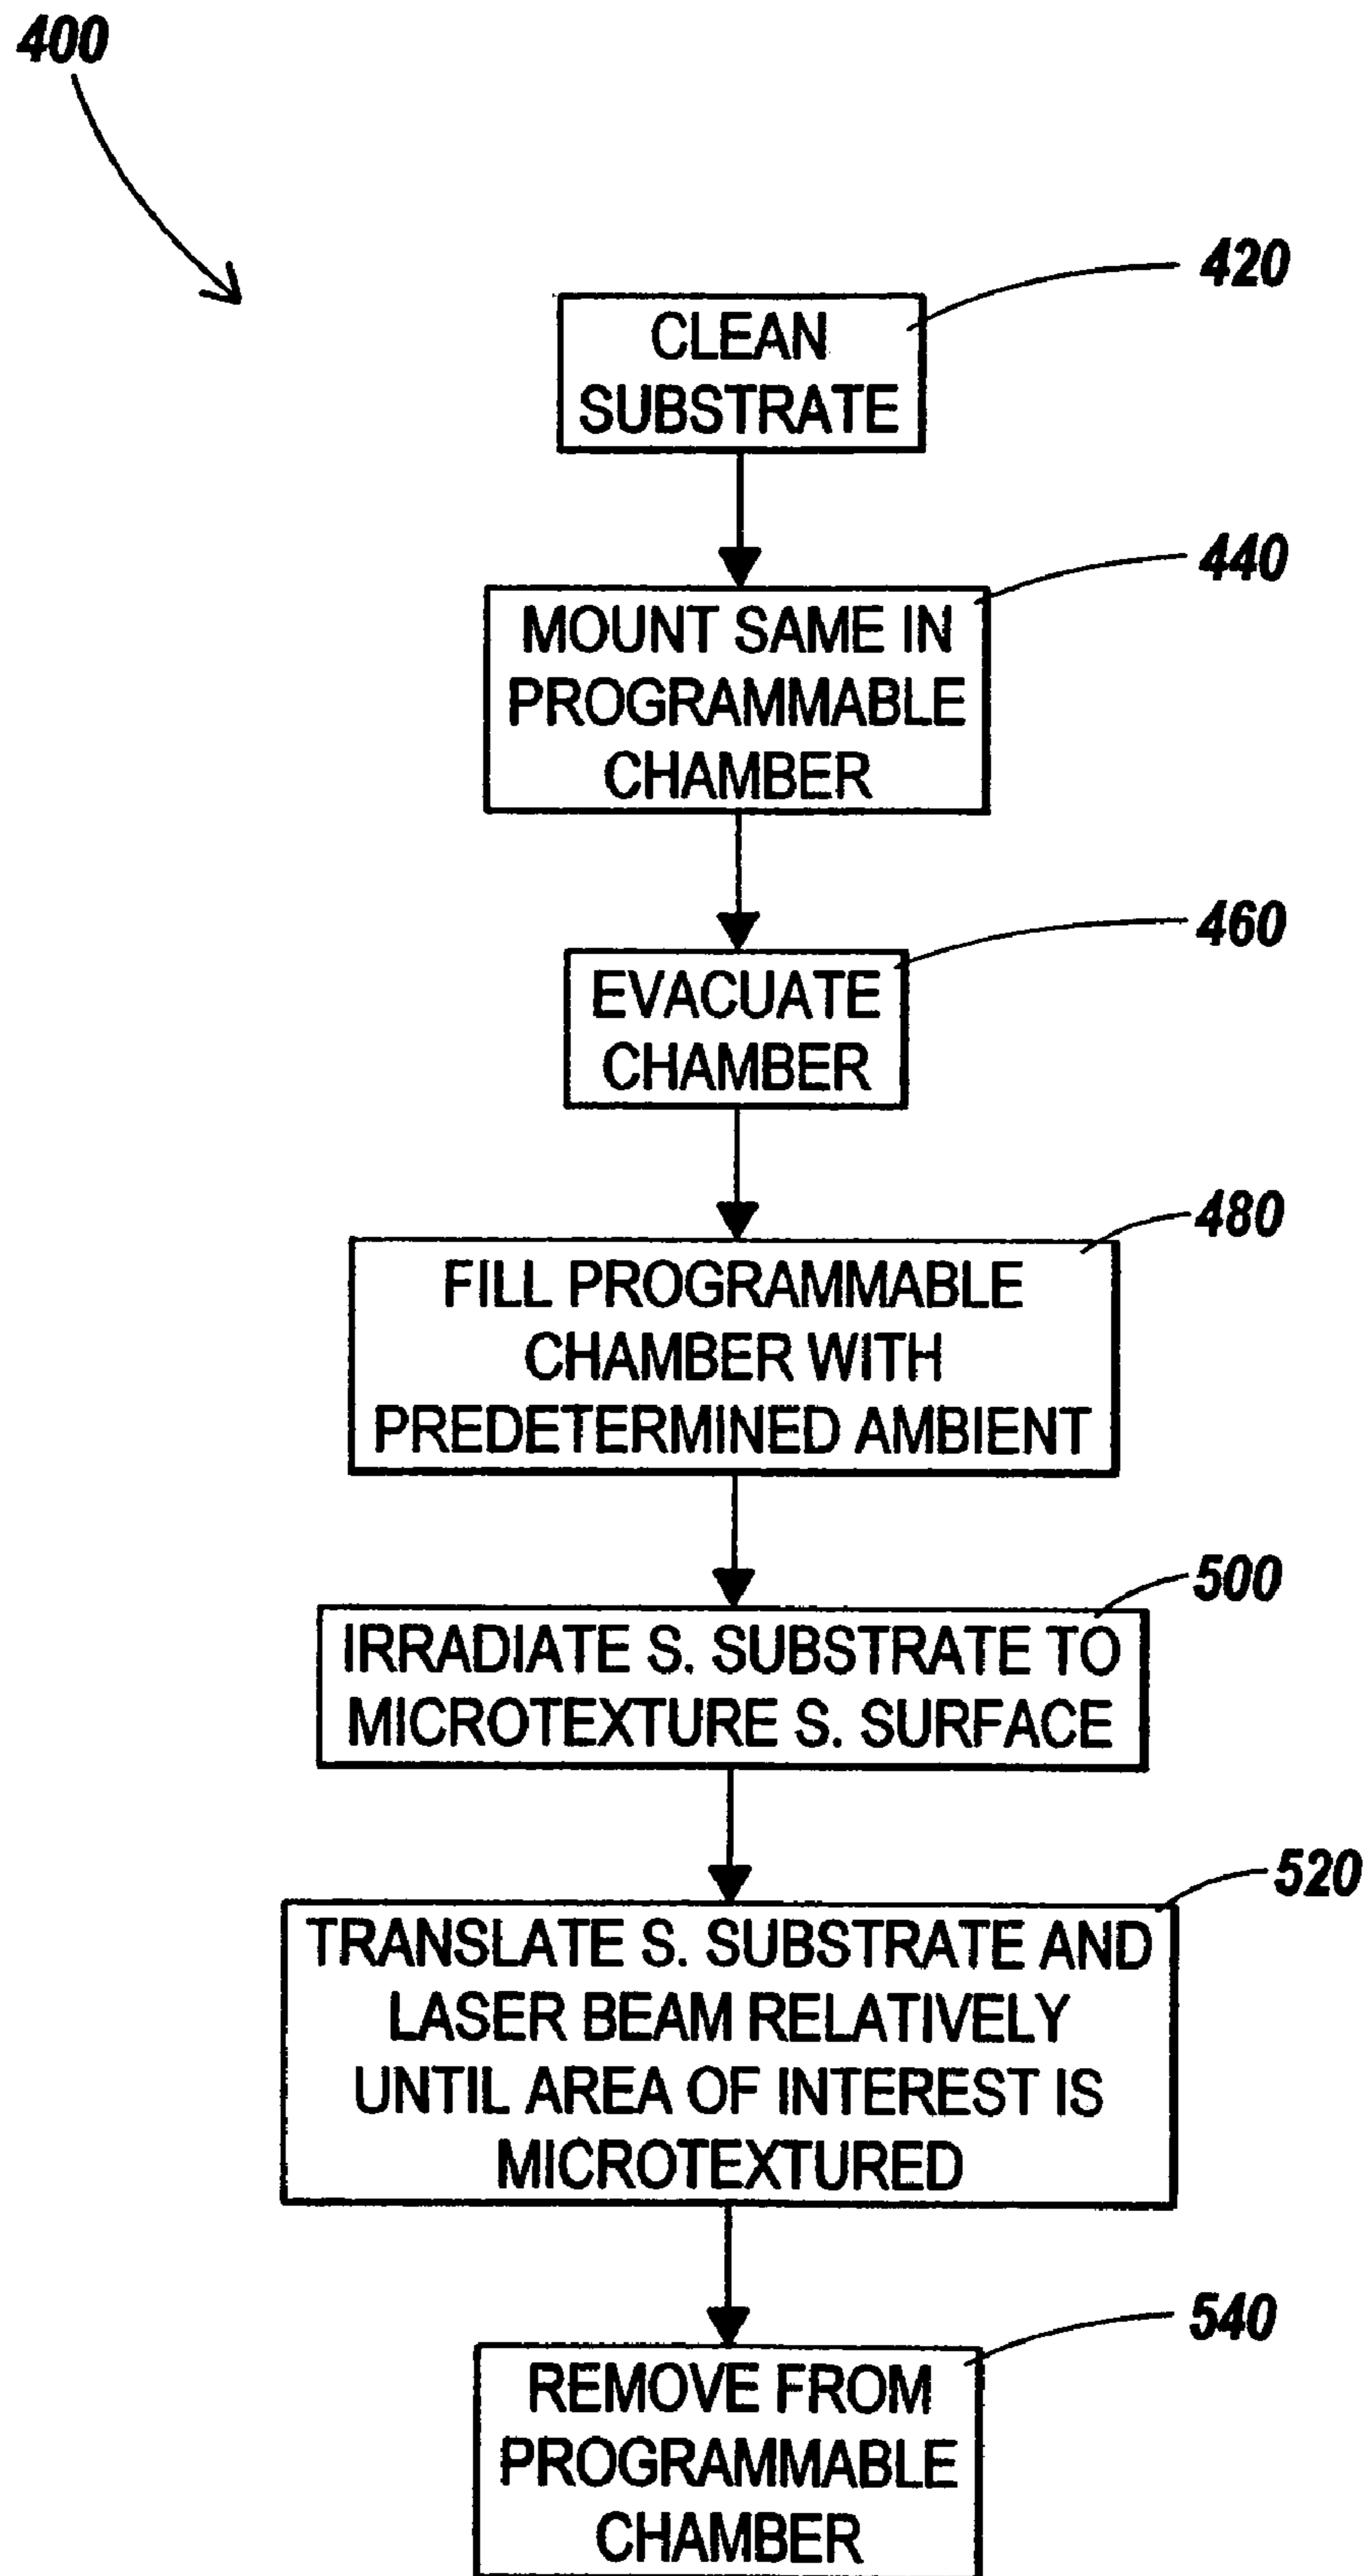 400
420
CLEAN
SUBSTRATE
440
MOUNT SAME IN
PROGRAMMABLE
CHAMBER
460
EVACUATE
CHAMBER
480
FILL PROGRAMMABLE
CHAMBER WITH
PREDETERMINED AMBIENT
500
IRRADIATE S. SUBSTRATE TO
MICROTEXTURE S. SURFACE
520
TRANSLATE S. SUBSTRATE AND
LASER BEAM RELATIVELY
UNTIL AREA OF INTEREST IS
MICROTEXTURED
540
REMOVE FROM
PROGRAMMABLE
CHAMBER